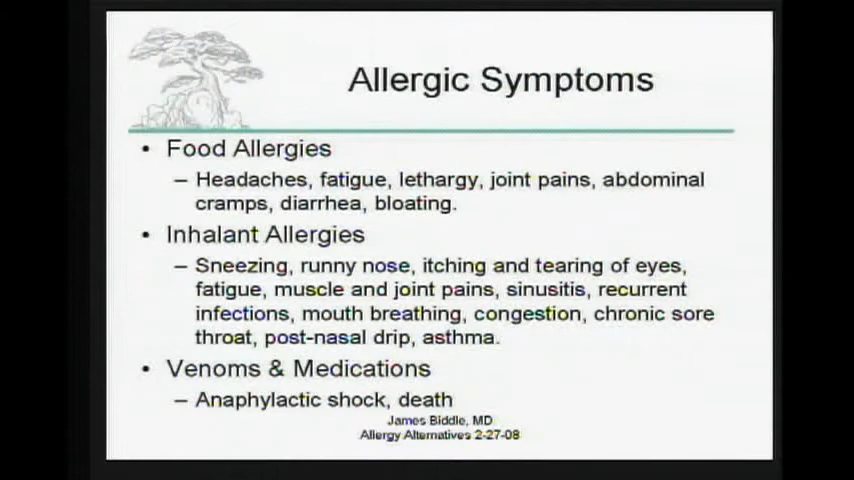 Allergic Symptoms
• Food Allergies
– Headaches, fatigue, lethargy, joint pains, abdominal
cramps, diarrhea, bloating.
• Inhalant Allergies
– Sneezing, runny nose, itching and tearing of eyes,
fatigue, muscle and joint pains, sinusitis, recurrent
infections, mouth breathing, congestion, chronic sore
throat, post-nasal drip, asthma.
• Venoms & Medications
– Anaphylactic shock, death
James Biddle, MD
Allergy Alternatives 2-27-08